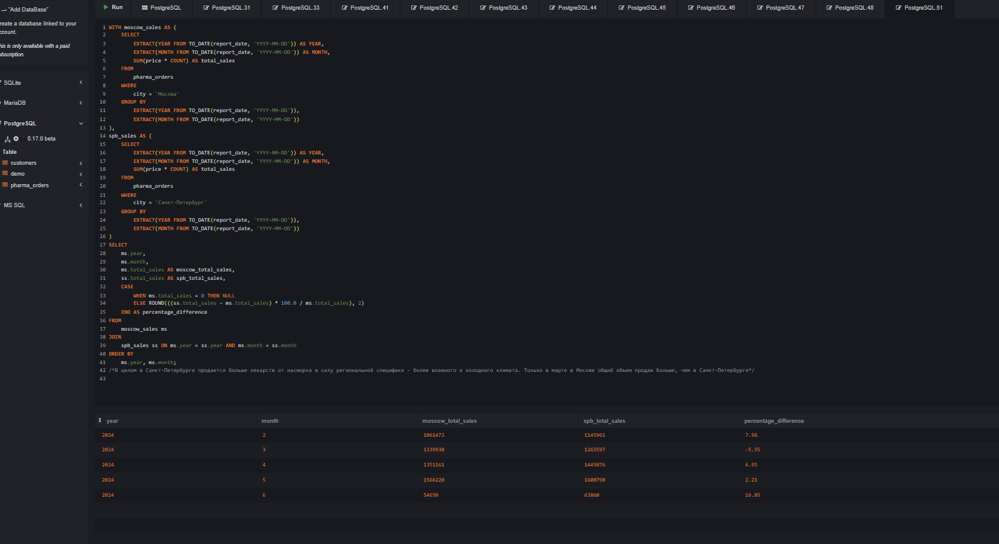 "Add DataBase"
reate a database linked to your
ccount.
his is only available with a paid
ubscription.
SQLite
MariaDB
PostgreSQL
0.17.0 beta
Table
customers
demo
pharma_orders
MS SQL
Run PostgreSQL PostgreSQL.31 PostgreSQL.33 PostgreSQL.41 PostgreSQL.42 PostgreSQL.43 PostgreSQL.44 PostgreSQL.45 PostgreSQL.46 PostgreSQL.47 PostgreSQL.48 PostgreSQL.51
1 WITH moscow_sales AS (
2 SELECT
3 EXTRACT(YEAR FROM TO_DATE(report_date, 'YYYY-MM-DD')) AS YEAR,
4 EXTRACT(MONTH FROM TO_DATE(report_date, 'YYYY-MM-DD')) AS MONTH,
5 SUM(price * COUNT) AS total_sales
6 FROM
7 pharma_orders
8 WHERE
9 city = 'Москва'
10 GROUP BY
11 EXTRACT(YEAR FROM TO_DATE(report_date, 'YYYY-MM-DD')),
12 EXTRACT(MONTH FROM TO_DATE(report_date, 'YYYY-MM-DD'))
13 ),
14 spb_sales AS (
15 SELECT
16 EXTRACT(YEAR FROM TO_DATE(report_date, 'YYYY-MM-DD')) AS YEAR,
17 EXTRACT(MONTH FROM TO_DATE(report_date, 'YYYY-MM-DD')) AS MONTH,
18 SUM(price * COUNT) AS total_sales
19 FROM
20 pharma_orders
21 WHERE
22 city = 'Санкт-Петербург'
23 GROUP BY
24 EXTRACT(YEAR FROM TO_DATE(report_date, 'YYYY-MM-DD')),
25 EXTRACT(MONTH FROM TO_DATE(report_date, 'YYYY-MM-DD'))
26 )
27 SELECT
28 ms.year,
29 ms.month,
30 ms.total_sales AS moscow_total_sales,
31 ss.total_sales AS spb_total_sales,
32 CASE
33 WHEN ms.total_sales = 0 THEN NULL
34 ELSE ROUND(((ss.total_sales - ms.total_sales) * 100.0 / ms.total_sales), 2)
35 END AS percentage_difference
36 FROM
37 moscow_sales ms
38 JOIN
39 spb_sales ss ON ms.year = ss.year AND ms.month = ss.month
40 ORDER BY
41 ms.year, ms.month;
42 /*В целом в Санкт-Петербурге продается больше лекарств от насморка в силу региональной специфики - более влажного и холодного климата. Только в марте в Москве общий объем продаж больше, чем в Санкт-Петербурге*/
43
year month moscow_total_sales spb_total_sales percentage_difference
2024 2 1061472 1145961 7.96
2024 3 1339930 1265597 -5.55
2024 4 1351161 1445076 6.95
2024 5 1566220 1600798 2.21
2024 6 54650 63860 16.85